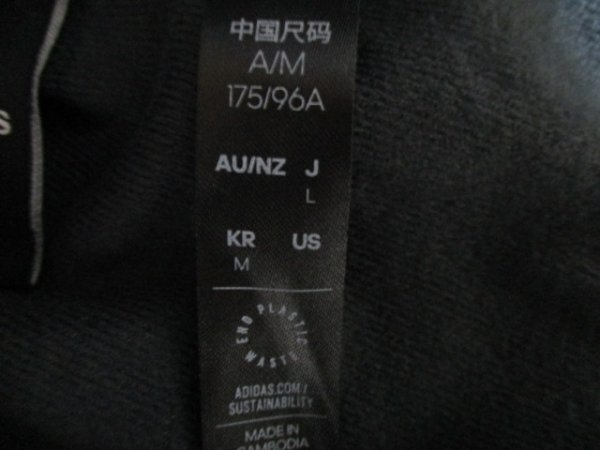 中国尺码
A/M
175/96A
AU/NZ J
L
KR US
M
END PLASTIC WASTE
ADIDAS.COM/
SUSTAINABILITY
MADE IN
CAMBODIA
S